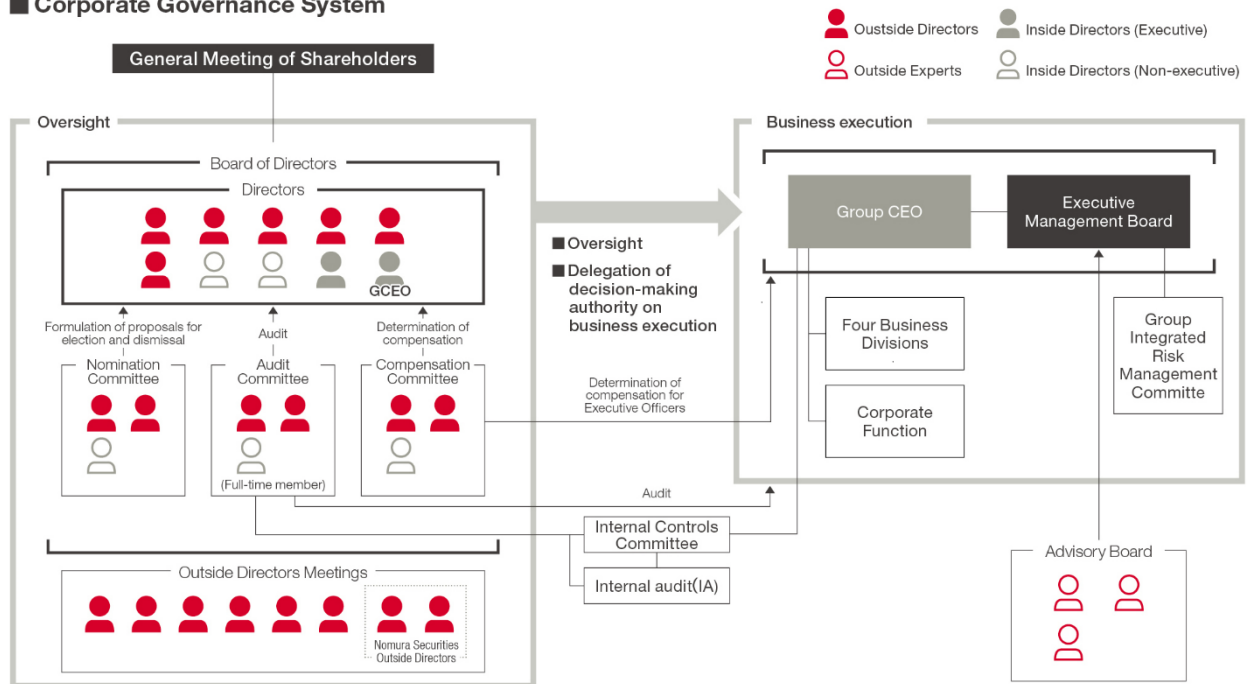 ■ Corporate Governance System
Oustside Directors
Inside Directors (Executive)
Outside Experts
Inside Directors (Non-executive)
General Meeting of Shareholders
Oversight
Board of Directors
Directors
GCEO
Formulation of proposals for
election and dismissal
Audit
Determination of
compensation
Nomination
Committee
Audit
Committee
(Full-time member)
Compensation
Committee
Outside Directors Meetings
Nomura Securities
Outside Directors
■ Oversight
■ Delegation of
decision-making
authority on
business execution
Determination of
compensation for
Executive Officers
Audit
Internal Controls
Committee
Internal audit(IA)
Business execution
Group CEO
Executive
Management Board
Four Business
Divisions
Corporate
Function
Group
Integrated
Risk
Management
Committe
Advisory Board